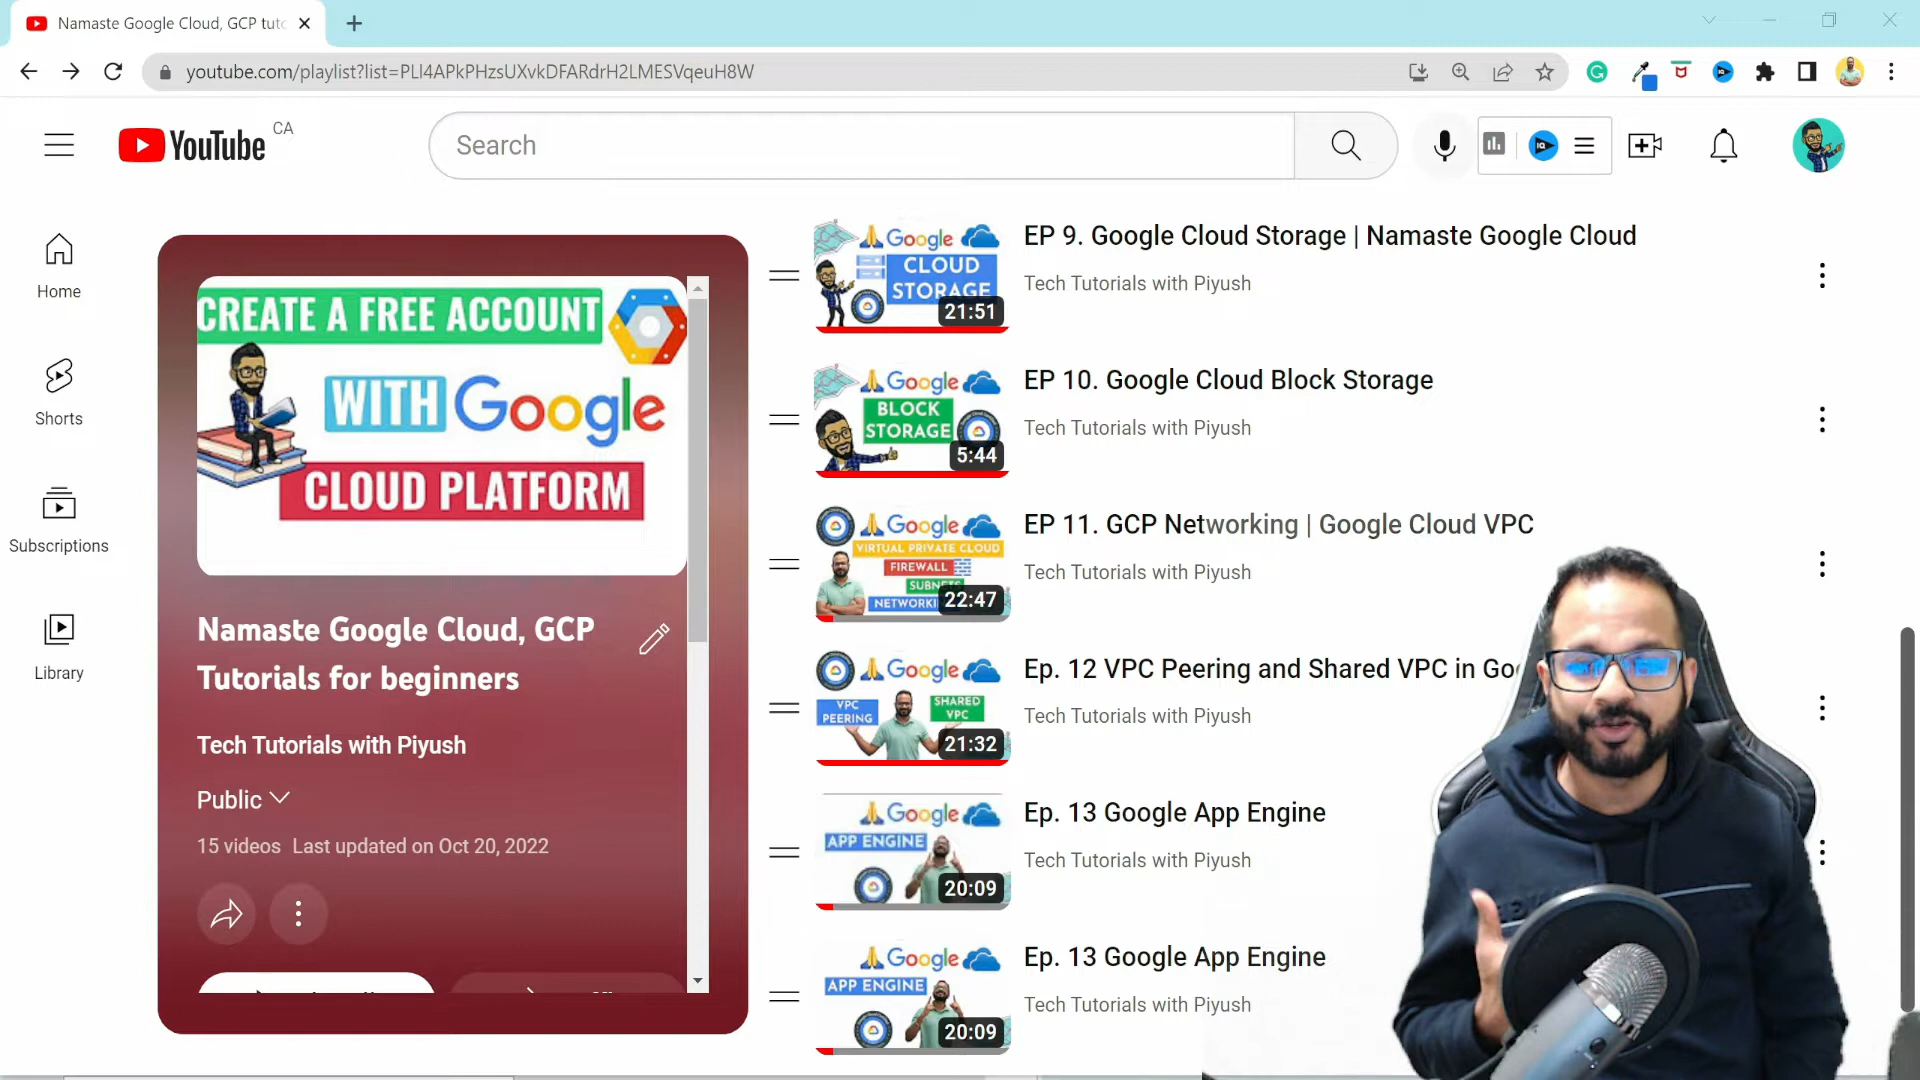 Namaste Google Cloud, GCP tuto
youtube.com/playlist?list=PLl4APkPHzsUXvkDFARdrH2LMESVqeuH8W
YouTube CA
Search
Home
Shorts
Subscriptions
Library
CREATE A FREE ACCOUNT
WITH Google
CLOUD PLATFORM
Namaste Google Cloud, GCP
Tutorials for beginners
Tech Tutorials with Piyush
Public
15 videos Last updated on Oct 20, 2022
Google
CLOUD
STORAGE
21:51
EP 9. Google Cloud Storage | Namaste Google Cloud
Tech Tutorials with Piyush
Google
BLOCK
STORAGE
5:44
EP 10. Google Cloud Block Storage
Tech Tutorials with Piyush
Google
VIRTUAL PRIVATE CLOUD
FIREWALL
SUBNETS
NETWORKI
22:47
EP 11. GCP Networking | Google Cloud VPC
Tech Tutorials with Piyush
Google
VPC
PEERING
SHARED
VPC
21:32
Ep. 12 VPC Peering and Shared VPC in Go
Tech Tutorials with Piyush
Google
APP ENGINE
20:09
Ep. 13 Google App Engine
Tech Tutorials with Piyush
Google
APP ENGINE
20:09
Ep. 13 Google App Engine
Tech Tutorials with Piyush